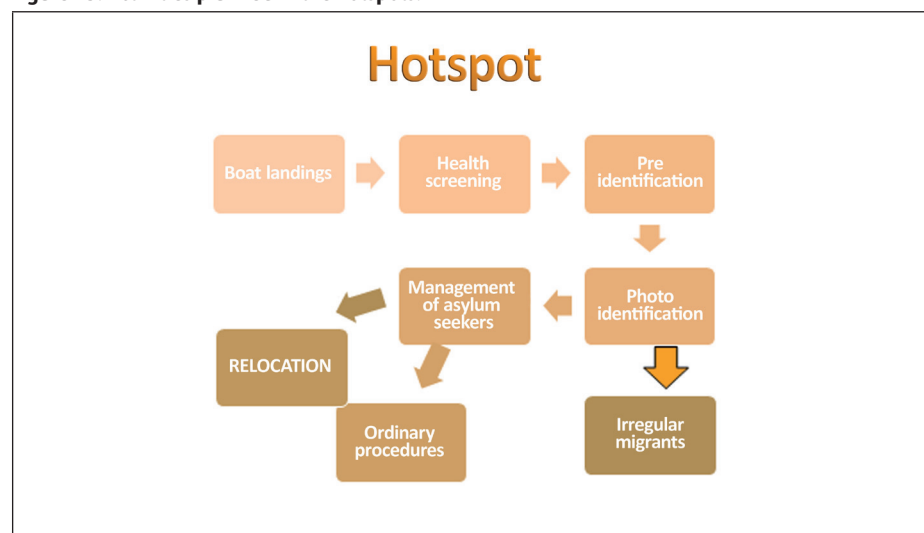 Hotspot
Boat landings
Health
screening
Pre
identification
Management
of asylum
seekers
Photo
identification
RELOCATION
Ordinary
procedures
Irregular
migrants